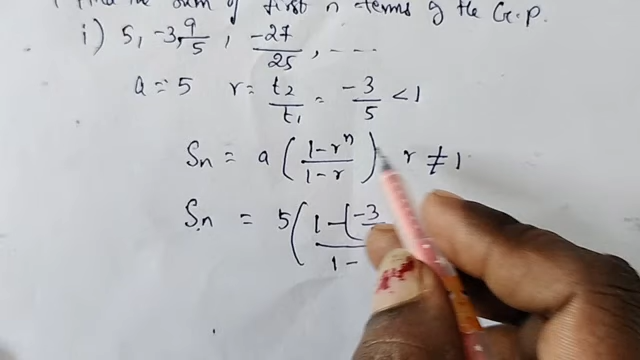 Find the sum of first n terms of the G.P.
i) 5, -3, 9/5, -27/25, ----
a = 5 r = t₂/t₁ = -3/5 < 1
Sn = a ( (1-rⁿ)/(1-r) ) r ≠ 1
Sn = 5 ( 1-(-3 / 1-